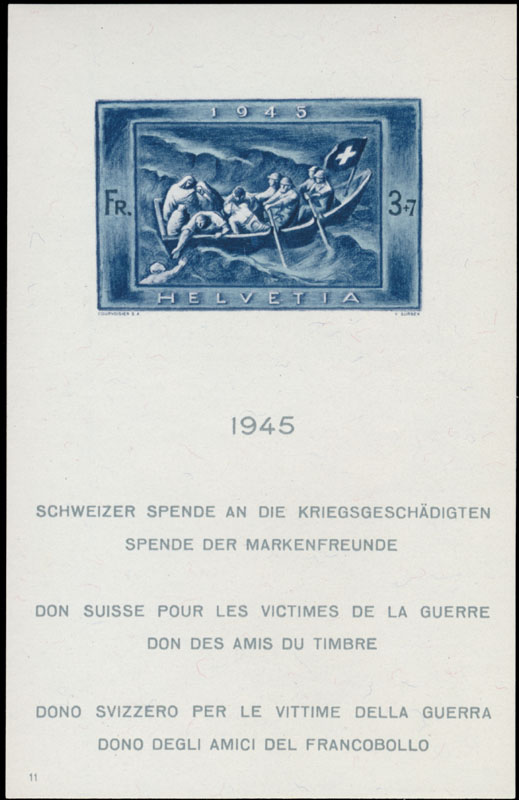 1945
FR. 3+7
HELVETIA
COURVOISIER S.A.
1945
SCHWEIZER SPENDE AN DIE KRIEGSGESCHÄDIGTEN
SPENDE DER MARKENFREUNDE
DON SUISSE POUR LES VICTIMES DE LA GUERRE
DON DES AMIS DU TIMBRE
DONO SVIZZERO PER LE VITTIME DELLA GUERRA
DONO DEGLI AMICI DEL FRANCOBOLLO
11